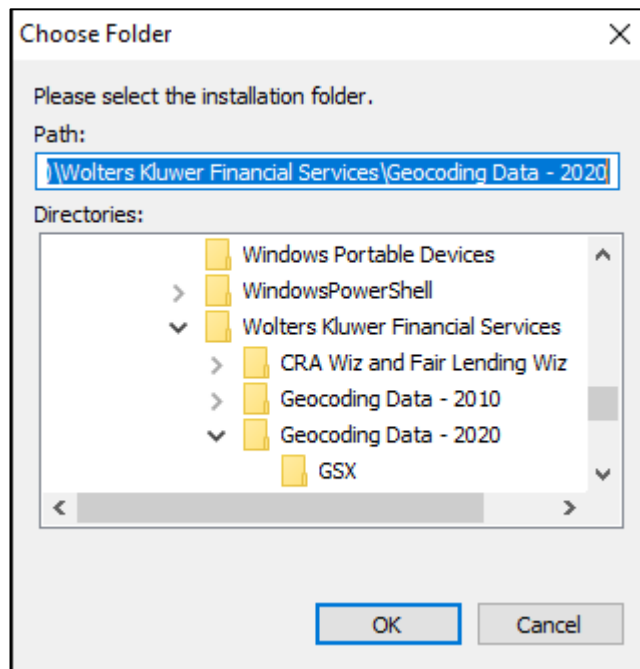 Choose Folder
Please select the installation folder.
Path:
)\Wolters Kluwer Financial Services\Geocoding Data - 2020
Directories:
Windows Portable Devices
WindowsPowerShell
Wolters Kluwer Financial Services
CRA Wiz and Fair Lending Wiz
Geocoding Data - 2010
Geocoding Data - 2020
GSX
OK Cancel